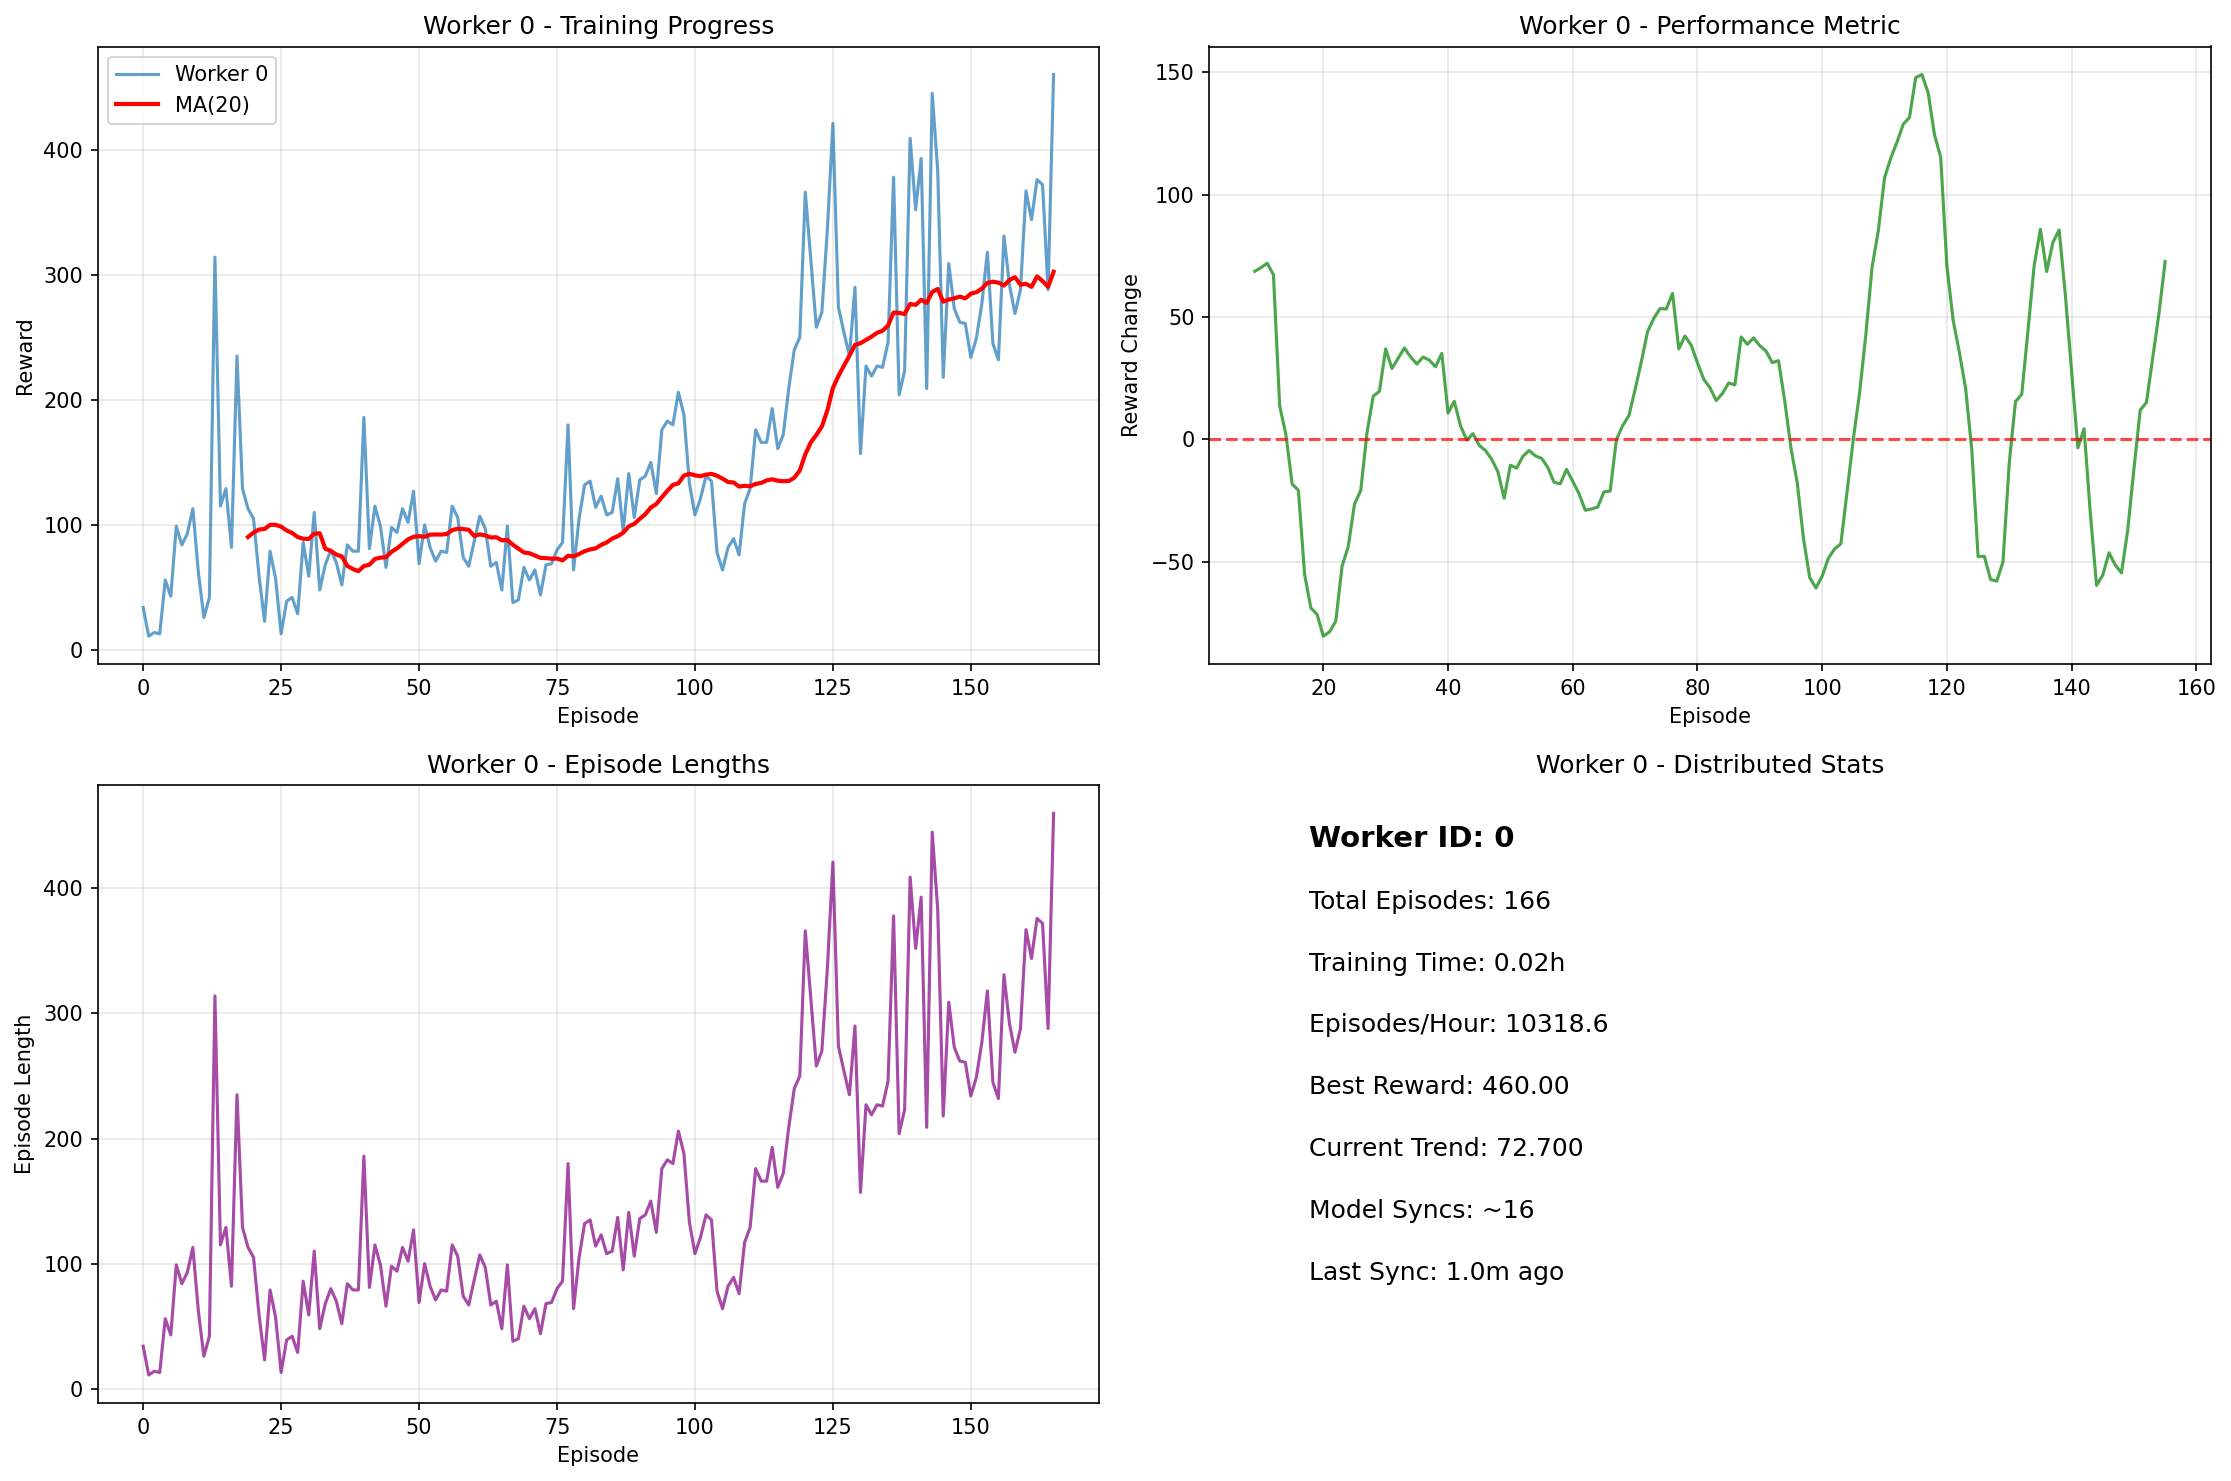 Worker 0 - Training Progress
Worker 0
MA(20)
Reward
400
300
200
100
0
0 25 50 75 100 125 150
Episode
Worker 0 - Performance Metric
Reward Change
150
100
50
0
−50
20 40 60 80 100 120 140 160
Episode
Worker 0 - Episode Lengths
Episode Length
400
300
200
100
0
0 25 50 75 100 125 150
Episode
Worker 0 - Distributed Stats
Worker ID: 0
Total Episodes: 166
Training Time: 0.02h
Episodes/Hour: 10318.6
Best Reward: 460.00
Current Trend: 72.700
Model Syncs: ~16
Last Sync: 1.0m ago